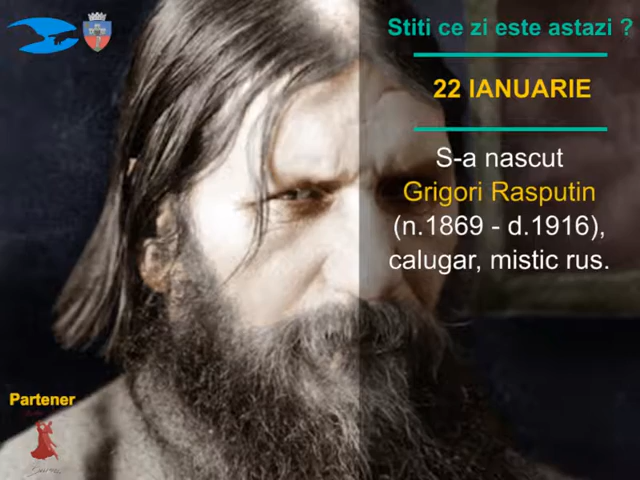 Stiti ce zi este astazi ?
22 IANUARIE
S-a nascut
Grigori Rasputin
(n.1869 - d.1916),
calugar, mistic rus.
Partener